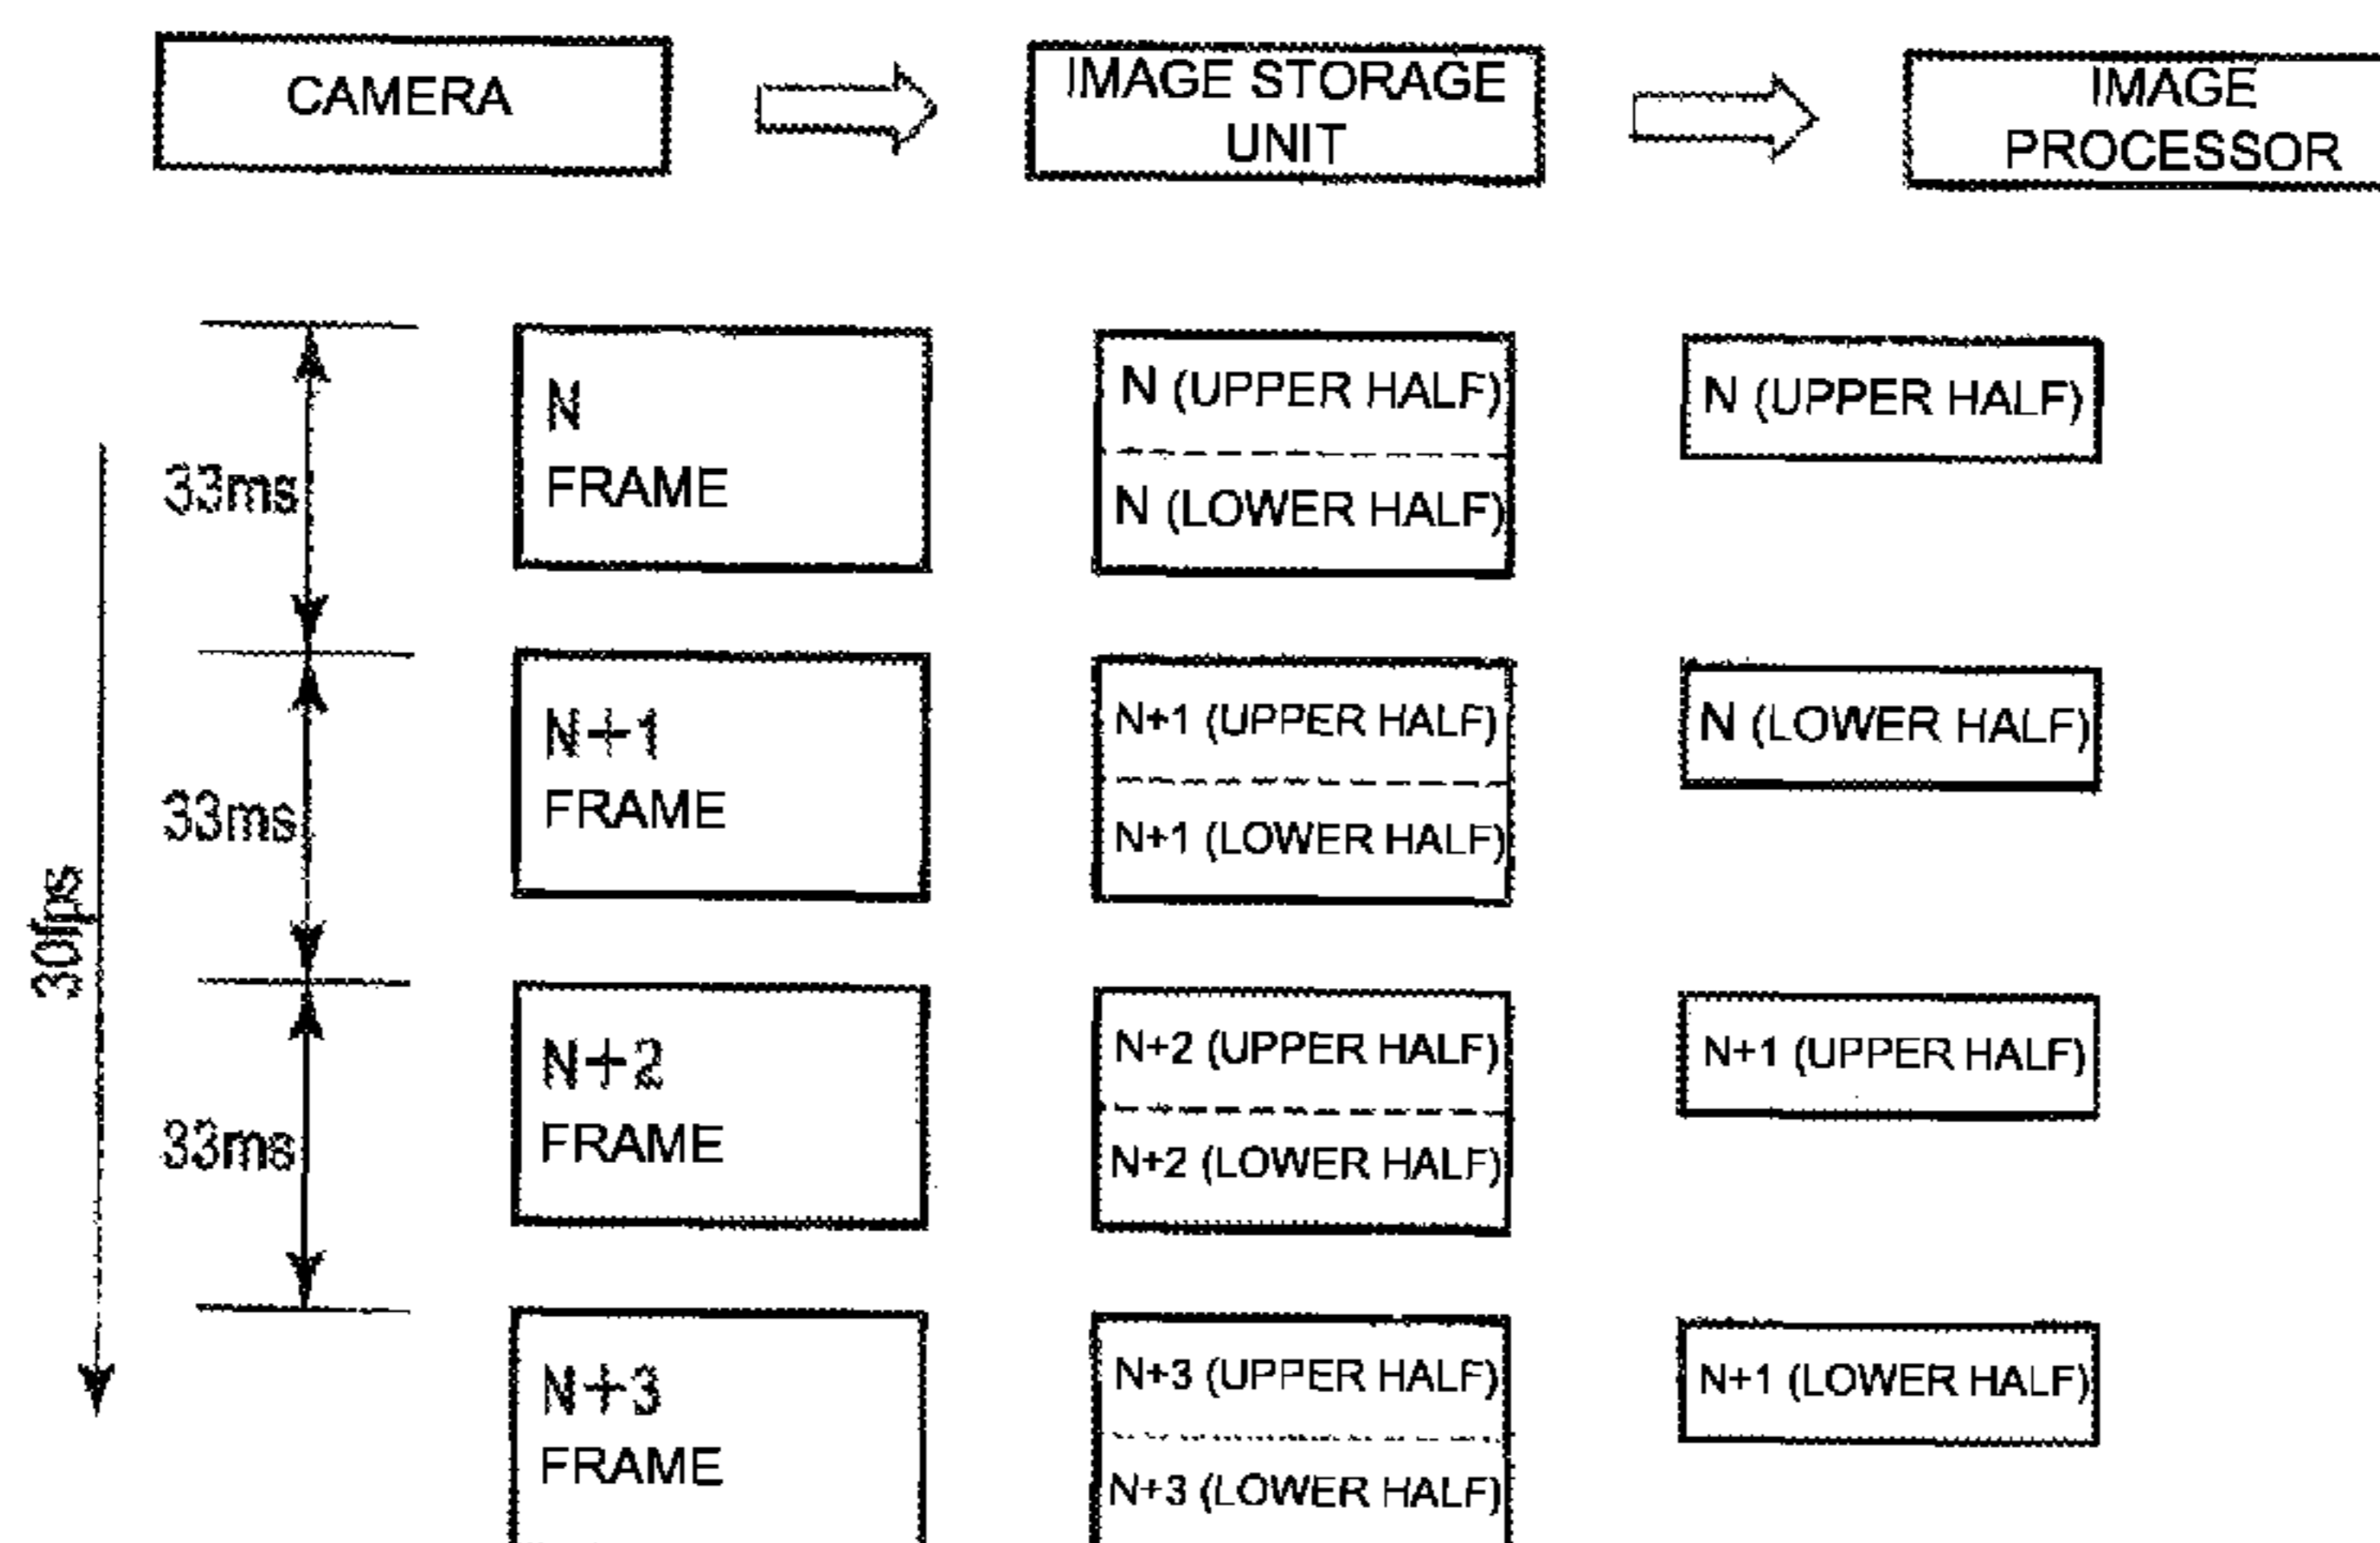 CAMERA
IMAGE STORAGE
UNIT
IMAGE
PROCESSOR
30fps
33ms
N
FRAME
N (UPPER HALF)
N (LOWER HALF)
N (UPPER HALF)
33ms
N+1
FRAME
N+1 (UPPER HALF)
N+1 (LOWER HALF)
N (LOWER HALF)
33ms
N+2
FRAME
N+2 (UPPER HALF)
N+2 (LOWER HALF)
N+1 (UPPER HALF)
N+3
FRAME
N+3 (UPPER HALF)
N+3 (LOWER HALF)
N+1 (LOWER HALF)